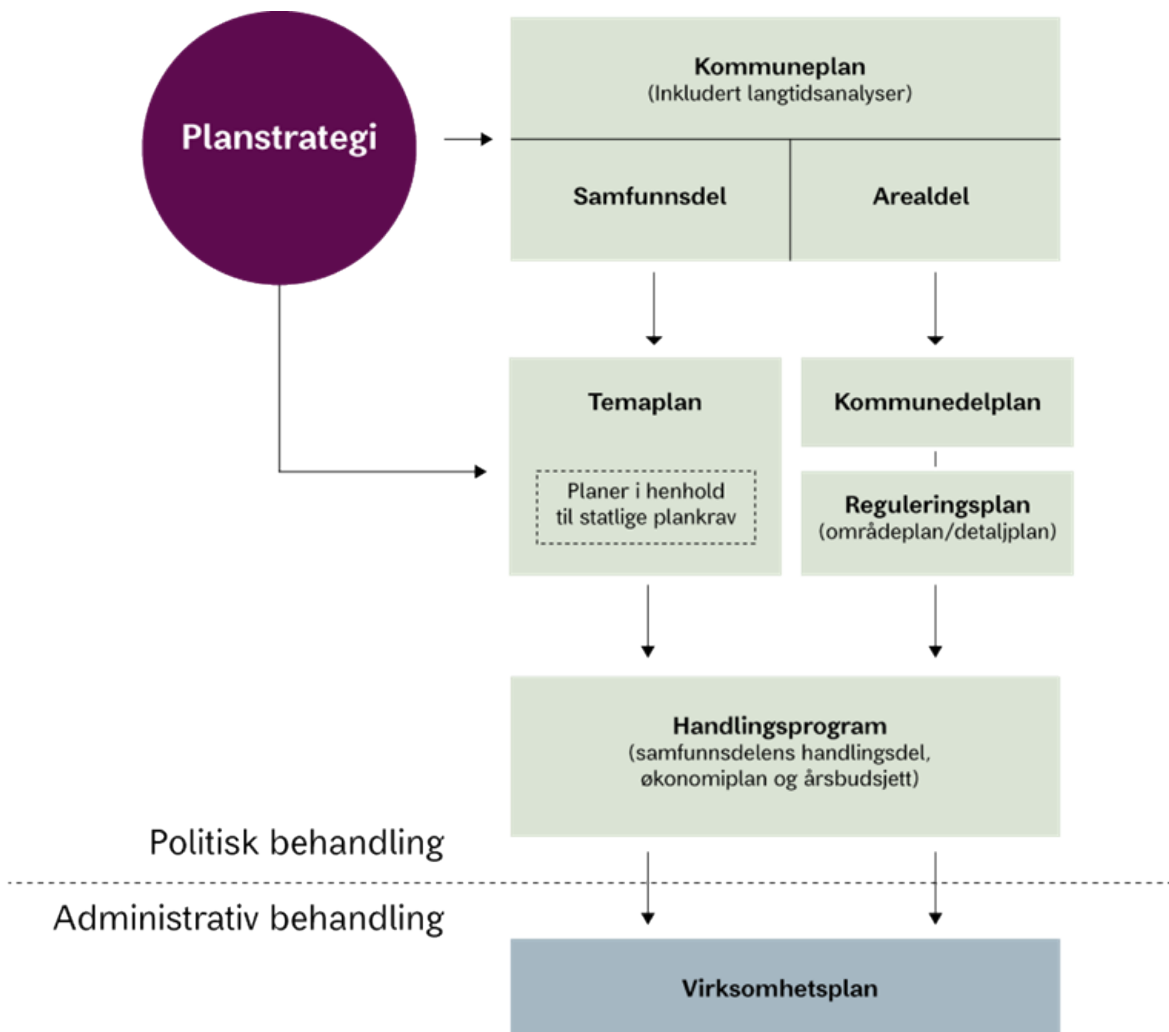 Planstrategi
Kommuneplan
(Inkludert langtidsanalyser)
Samfunnsdel
Arealdel
Temaplan
Planer i henhold
til statlige plankrav
Kommunedelplan
Reguleringsplan
(områdeplan/detaljplan)
Handlingsprogram
(samfunnsdelens handlingsdel,
økonomiplan og årsbudsjett)
Politisk behandling
Administrativ behandling
Virksomhetsplan